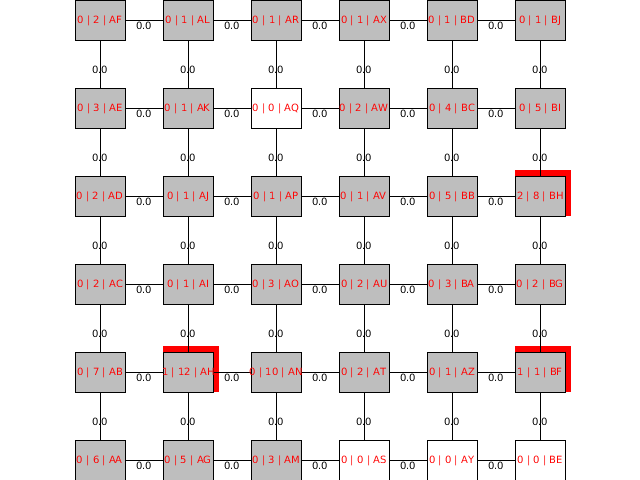 0 | 2 | AF 0.0 0 | 1 | AL 0.0 0 | 1 | AR 0.0 0 | 1 | AX 0.0 0 | 1 | BD 0.0 0 | 1 | BJ
0.0 0.0 0.0 0.0 0.0 0.0
0 | 3 | AE 0.0 0 | 1 | AK 0.0 0 | 0 | AQ 0.0 0 | 2 | AW 0.0 0 | 4 | BC 0.0 0 | 5 | BI
0.0 0.0 0.0 0.0 0.0 0.0
0 | 2 | AD 0.0 0 | 1 | AJ 0.0 0 | 1 | AP 0.0 0 | 1 | AV 0.0 0 | 5 | BB 0.0 2 | 8 | BH
0.0 0.0 0.0 0.0 0.0 0.0
0 | 2 | AC 0.0 0 | 1 | AI 0.0 0 | 3 | AO 0.0 0 | 2 | AU 0.0 0 | 3 | BA 0.0 0 | 2 | BG
0.0 0.0 0.0 0.0 0.0 0.0
0 | 7 | AB 0.0 1 | 12 | AH 0.0 0 | 10 | AN 0.0 0 | 2 | AT 0.0 0 | 1 | AZ 0.0 1 | 1 | BF
0.0 0.0 0.0 0.0 0.0 0.0
0 | 6 | AA 0.0 0 | 5 | AG 0.0 0 | 3 | AM 0.0 0 | 0 | AS 0.0 0 | 0 | AY 0.0 0 | 0 | BE